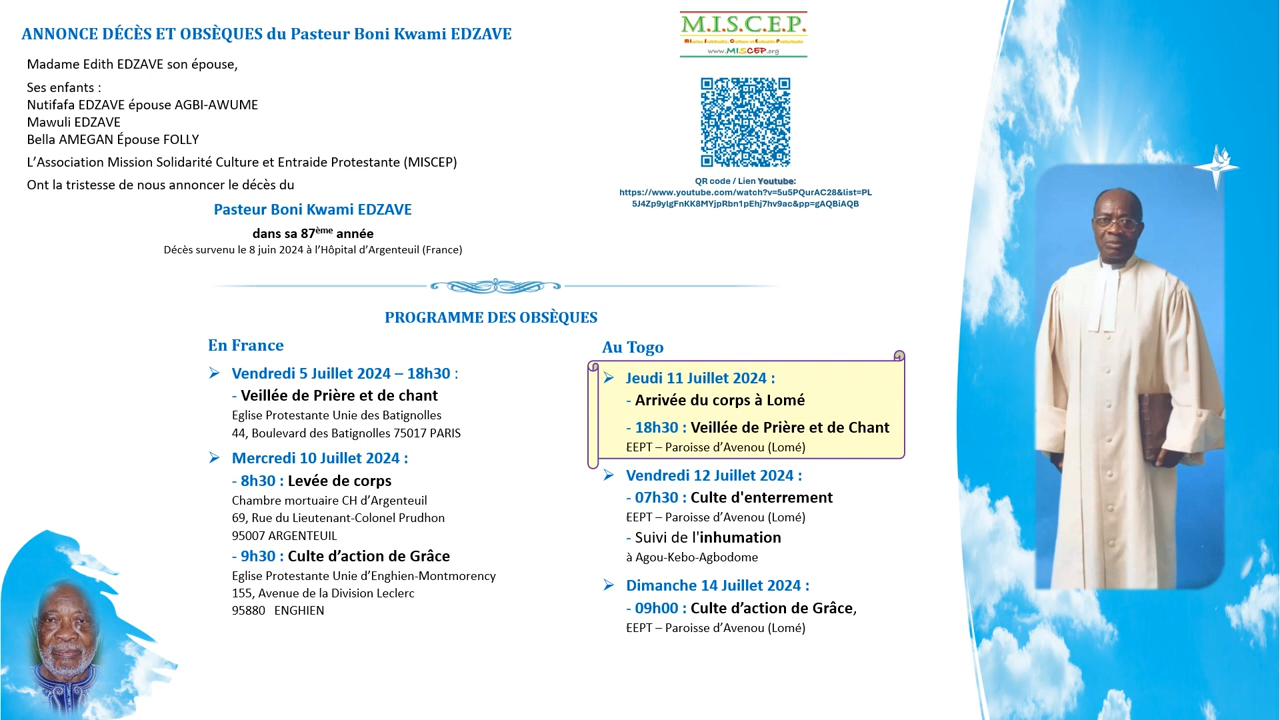 ANNONCE DÉCÈS ET OBSÈQUES du Pasteur Boni Kwami EDZAVE
Madame Edith EDZAVE son épouse,
Ses enfants :
Nutifafa EDZAVE épouse AGBI-AWUME
Mawuli EDZAVE
Bella AMEGAN Épouse FOLLY
L’Association Mission Solidarité Culture et Entraide Protestante (MISCEP)
Ont la tristesse de nous annoncer le décès du
Pasteur Boni Kwami EDZAVE
dans sa 87ème année
Décès survenu le 8 juin 2024 à l’Hôpital d’Argenteuil (France)
M.I.S.C.E.P.
www.MISCEP.org
QR code / Lien Youtube:
https://www.youtube.com/watch?v=5u5PQurAC28&list=PL
5J4Zp9ylgFnKK8MYjpRbn1pEhj7hv9ac&pp=gAQBiAQB
PROGRAMME DES OBSÈQUES
En France
Vendredi 5 Juillet 2024 – 18h30 :
- Veillée de Prière et de chant
Eglise Protestante Unie des Batignolles
44, Boulevard des Batignolles 75017 PARIS
Mercredi 10 Juillet 2024 :
- 8h30 : Levée de corps
Chambre mortuaire CH d’Argenteuil
69, Rue du Lieutenant-Colonel Prudhon
95007 ARGENTEUIL
- 9h30 : Culte d’action de Grâce
Eglise Protestante Unie d’Enghien-Montmorency
155, Avenue de la Division Leclerc
95880 ENGHIEN
Au Togo
Jeudi 11 Juillet 2024 :
- Arrivée du corps à Lomé
- 18h30 : Veillée de Prière et de Chant
EEPT – Paroisse d’Avenou (Lomé)
Vendredi 12 Juillet 2024 :
- 07h30 : Culte d'enterrement
EEPT – Paroisse d’Avenou (Lomé)
- Suivi de l'inhumation
à Agou-Kebo-Agbodome
Dimanche 14 Juillet 2024 :
- 09h00 : Culte d’action de Grâce,
EEPT – Paroisse d’Avenou (Lomé)